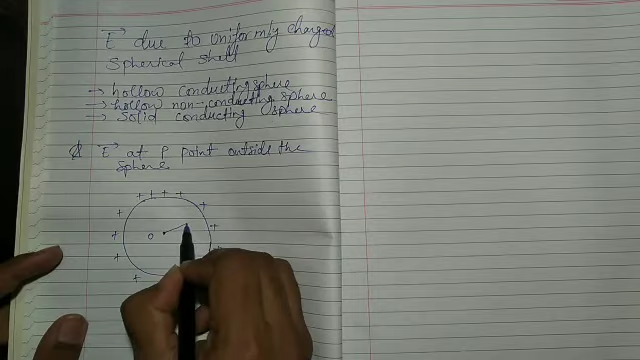 E due to uniformly charged
spherical shell
→ hollow conducting sphere
→ hollow non-conducting sphere
→ solid conducting sphere
Q E at P point outside the
sphere
+ + + +
+ +
+ O +
+ +
+